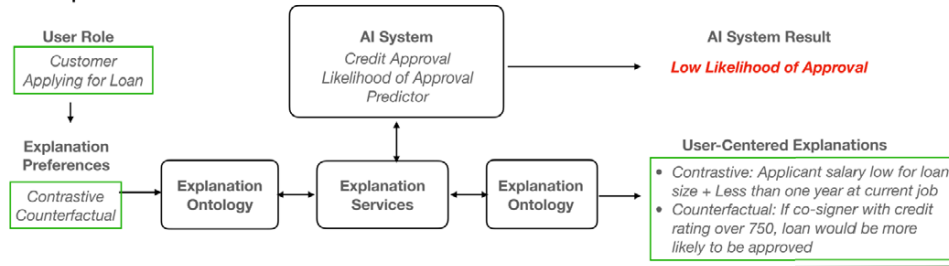 User Role
Customer
Applying for Loan
Explanation
Preferences
Contrastive
Counterfactual
Explanation
Ontology
AI System
Credit Approval
Likelihood of Approval
Predictor
Explanation
Services
Explanation
Ontology
AI System Result
Low Likelihood of Approval
User-Centered Explanations
• Contrastive: Applicant salary low for loan
size + Less than one year at current job
• Counterfactual: If co-signer with credit
rating over 750, loan would be more
likely to be approved